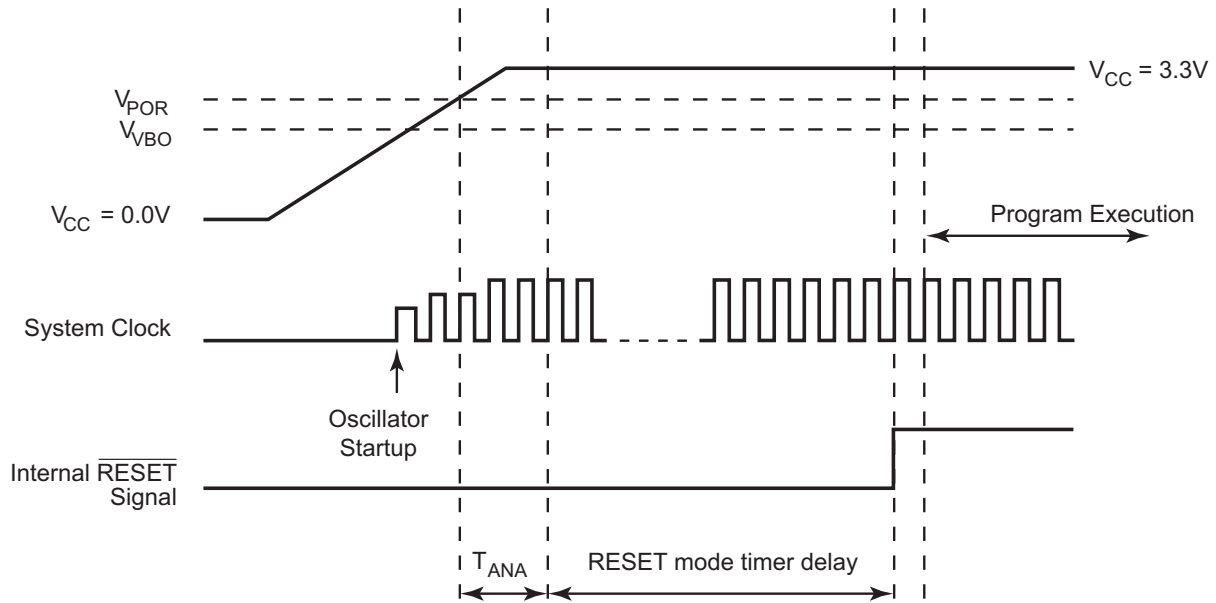 V_CC = 3.3V
V_POR
V_VBO
V_CC = 0.0V
Program Execution
System Clock
Oscillator
Startup
Internal R̅E̅S̅E̅T̅
Signal
T_ANA
RESET mode timer delay